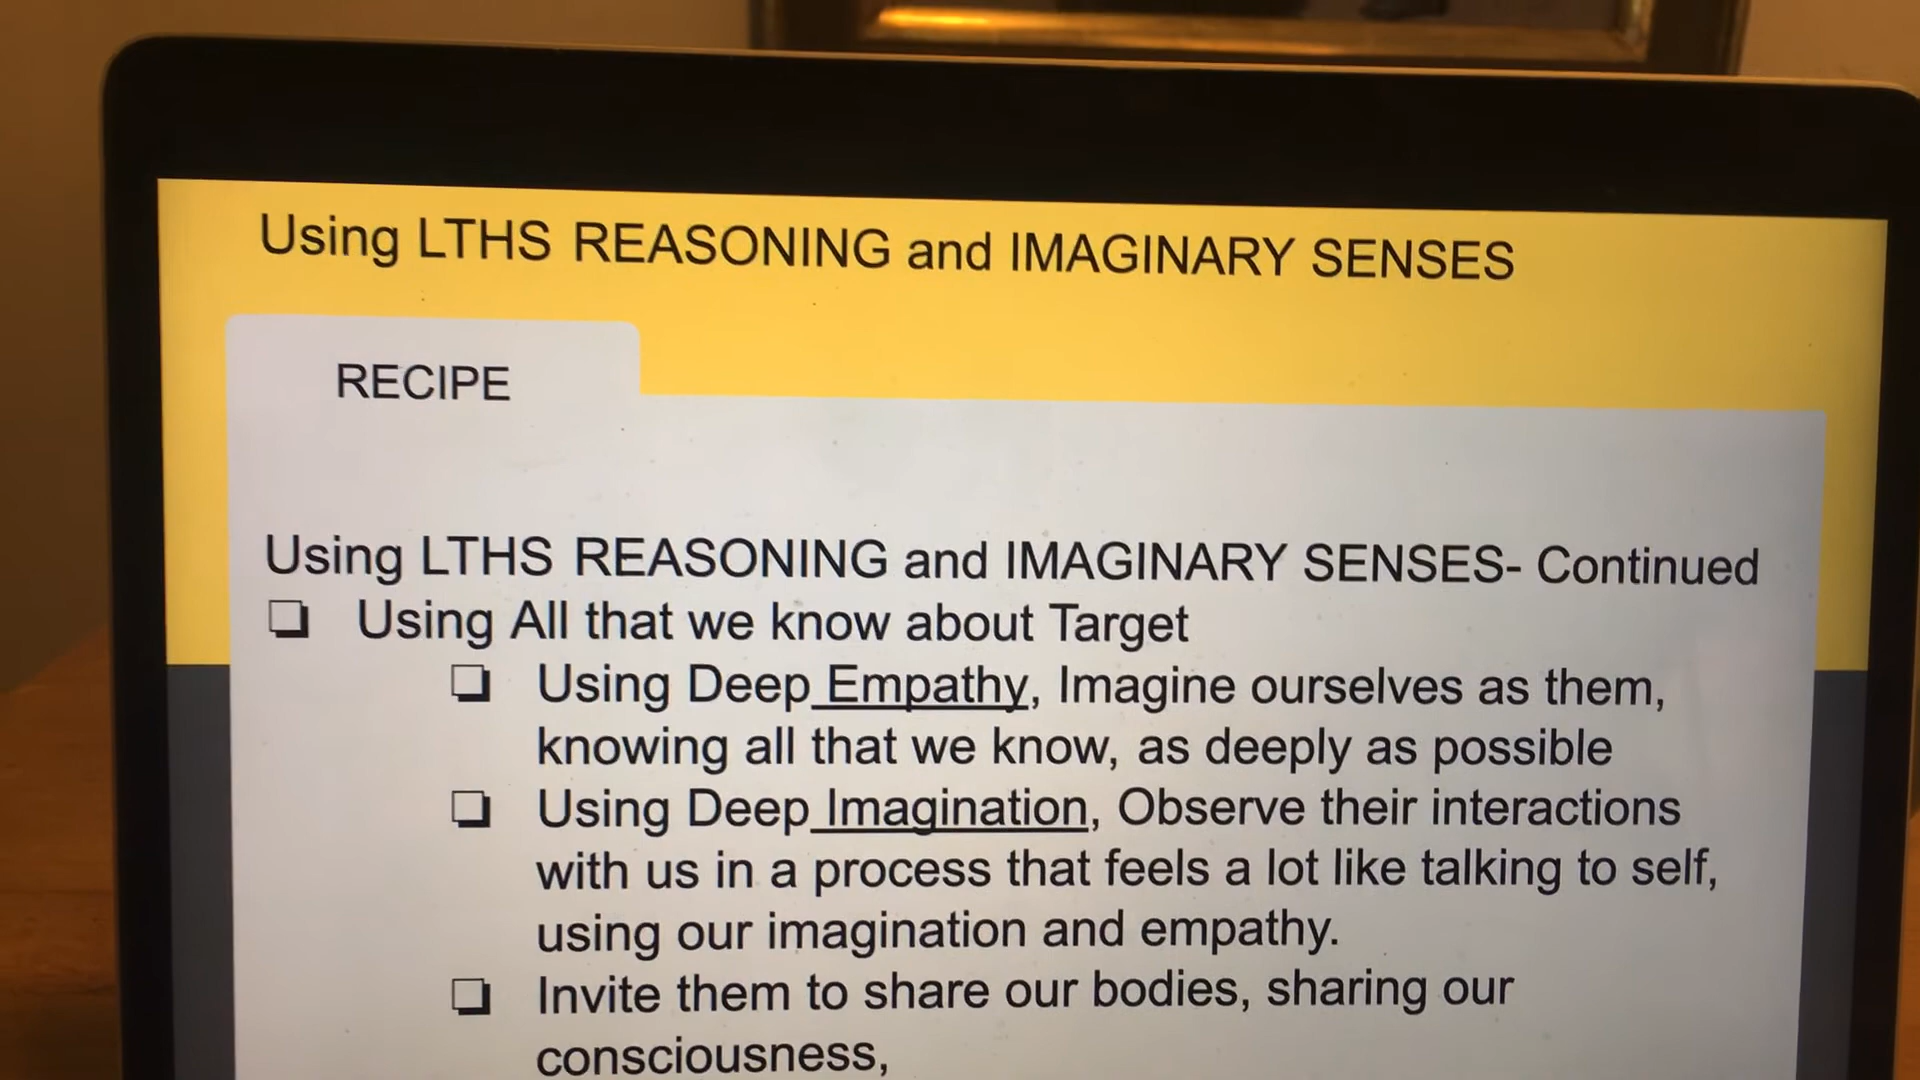 Using LTHS REASONING and IMAGINARY SENSES
RECIPE
Using LTHS REASONING and IMAGINARY SENSES- Continued
❏ Using All that we know about Target
❏ Using Deep Empathy, Imagine ourselves as them,
knowing all that we know, as deeply as possible
❏ Using Deep Imagination, Observe their interactions
with us in a process that feels a lot like talking to self,
using our imagination and empathy.
❏ Invite them to share our bodies, sharing our
consciousness,